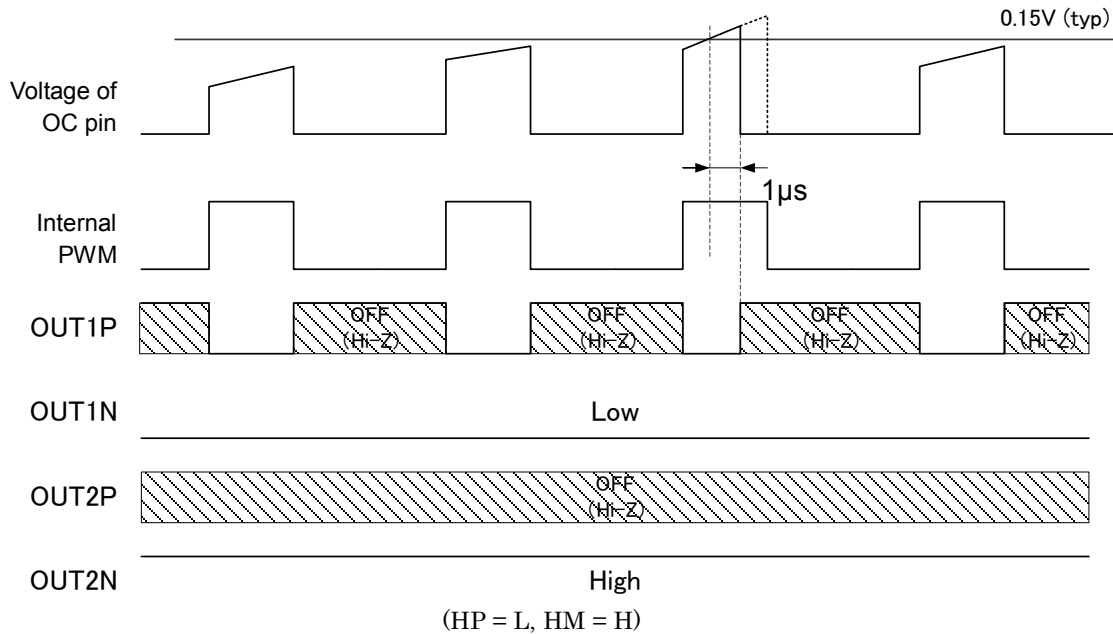 0.15V (typ)
Voltage of
OC pin
1µs
Internal
PWM
OUT1P
OFF
(Hi-Z)
OFF
(Hi-Z)
OFF
(Hi-Z)
OFF
(Hi-Z)
OUT1N
Low
OUT2P
OFF
(Hi-Z)
OUT2N
High
(HP = L, HM = H)